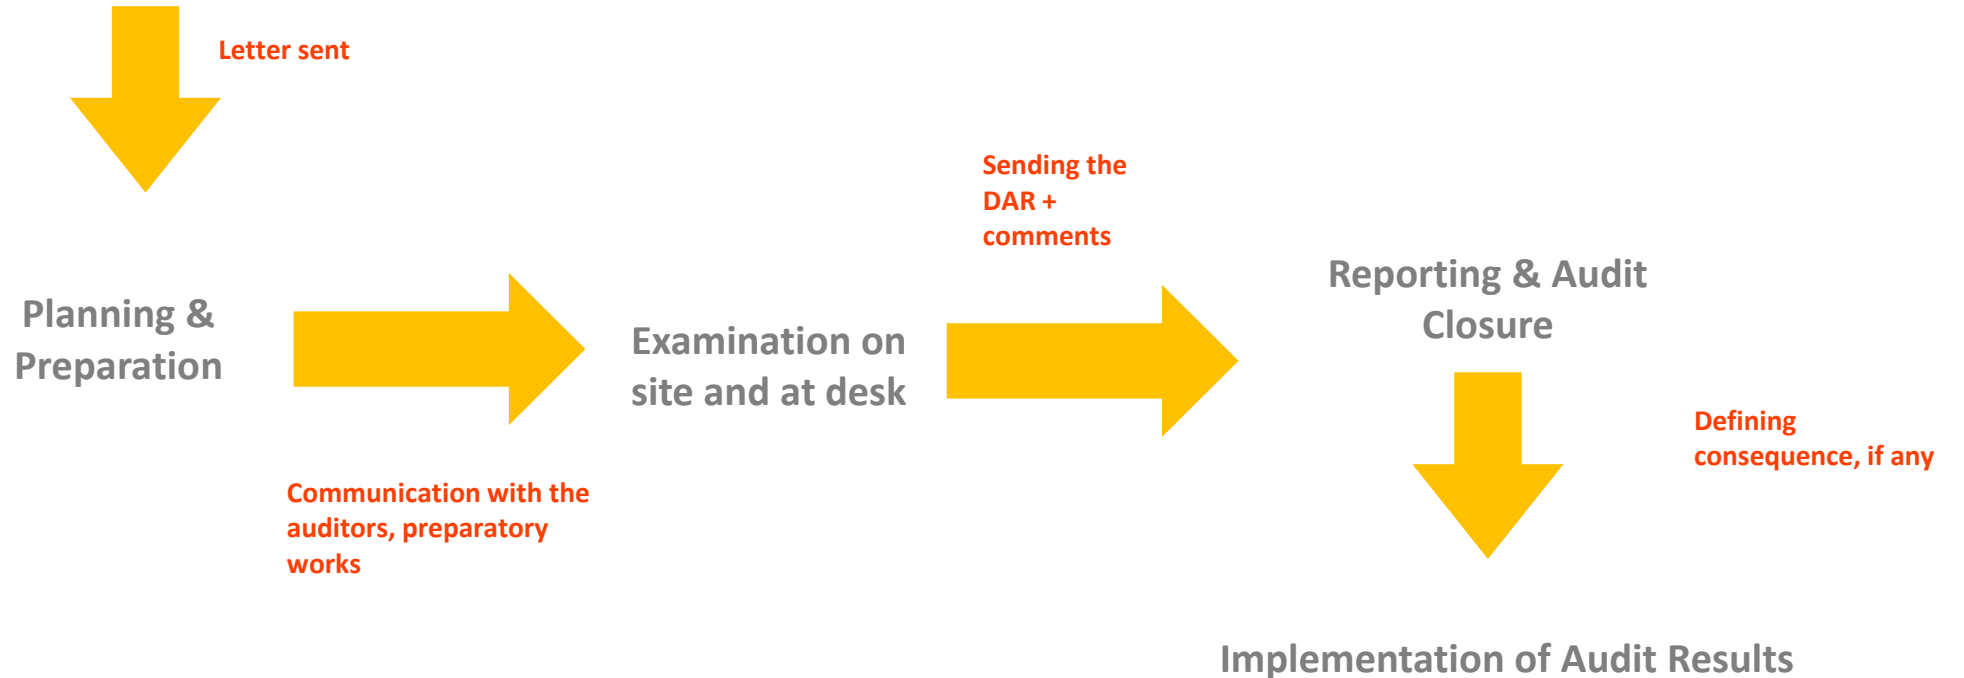 Letter sent
Planning &
Preparation
Communication with the
auditors, preparatory
works
Examination on
site and at desk
Sending the
DAR +
comments
Reporting & Audit
Closure
Defining
consequence, if any
Implementation of Audit Results